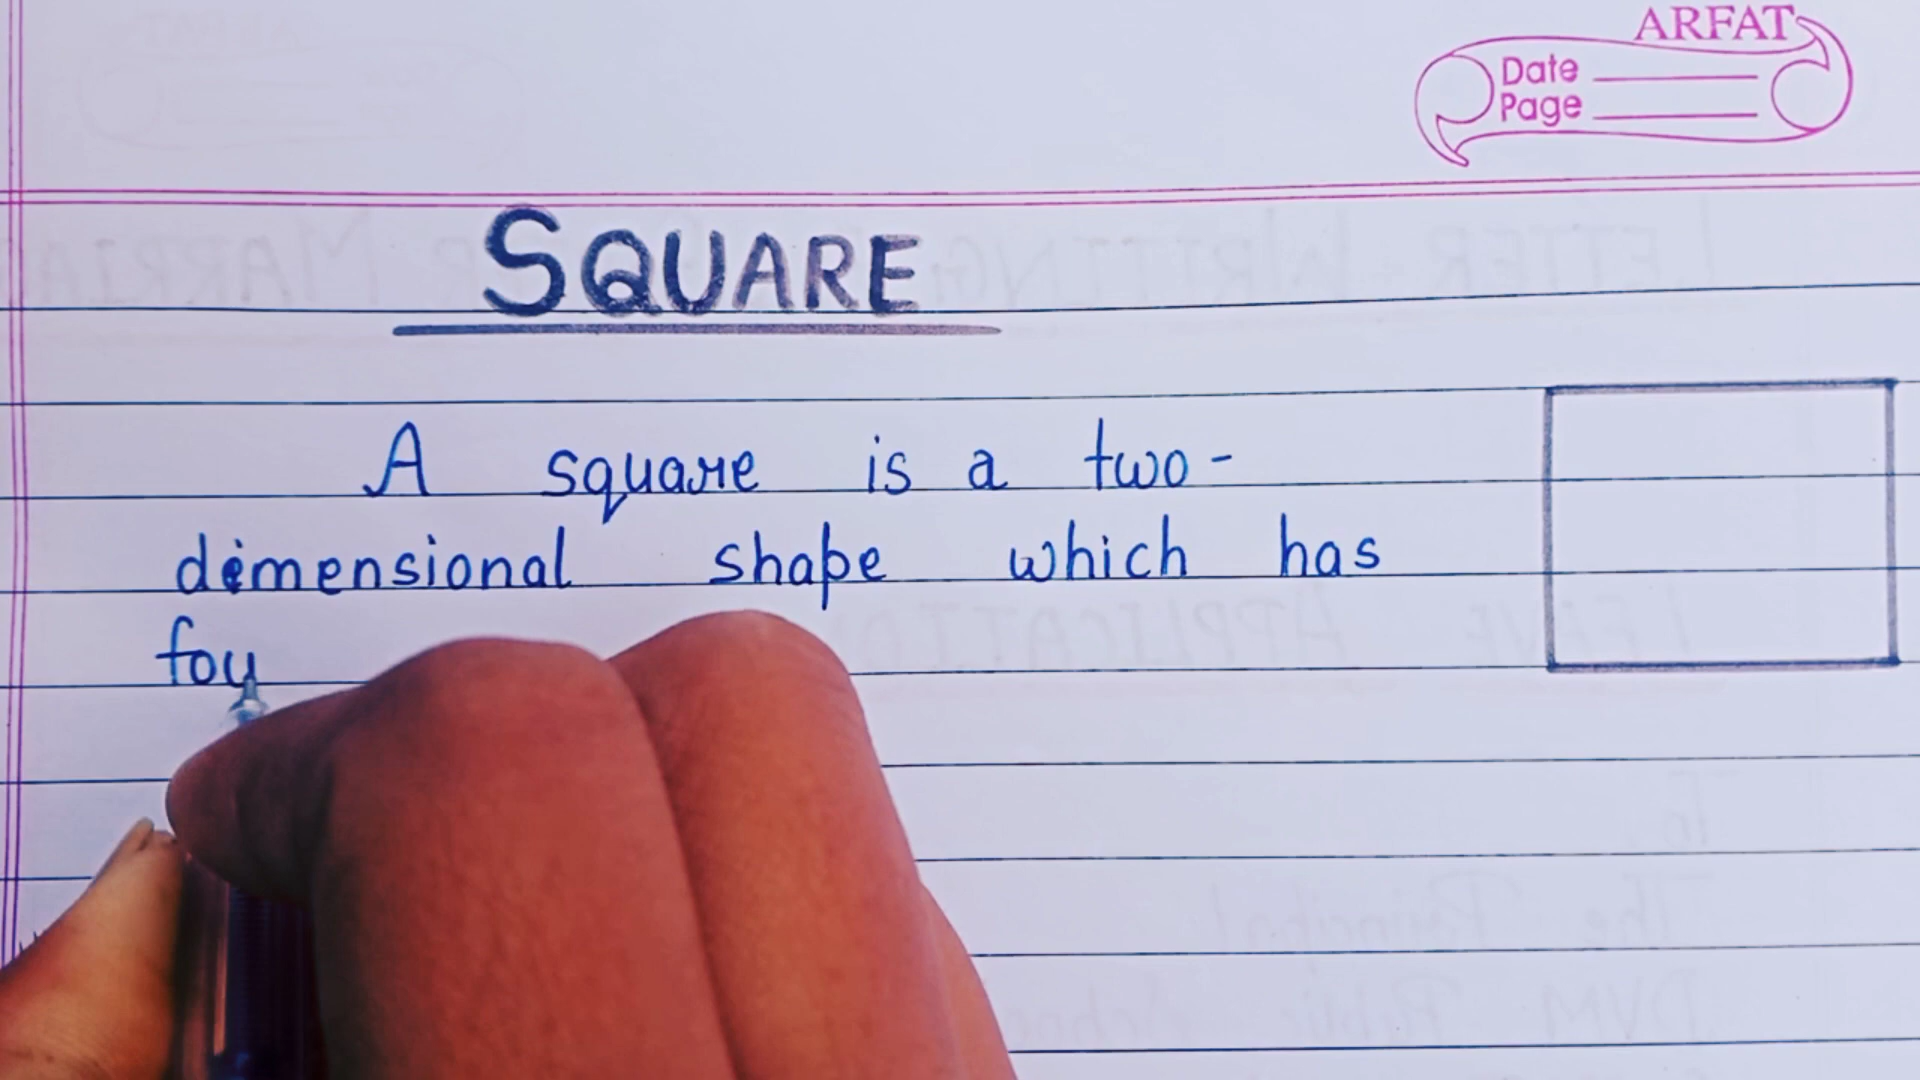 ARFAT
Date
Page
SQUARE
A square is a two-
dimensional shape which has
fou